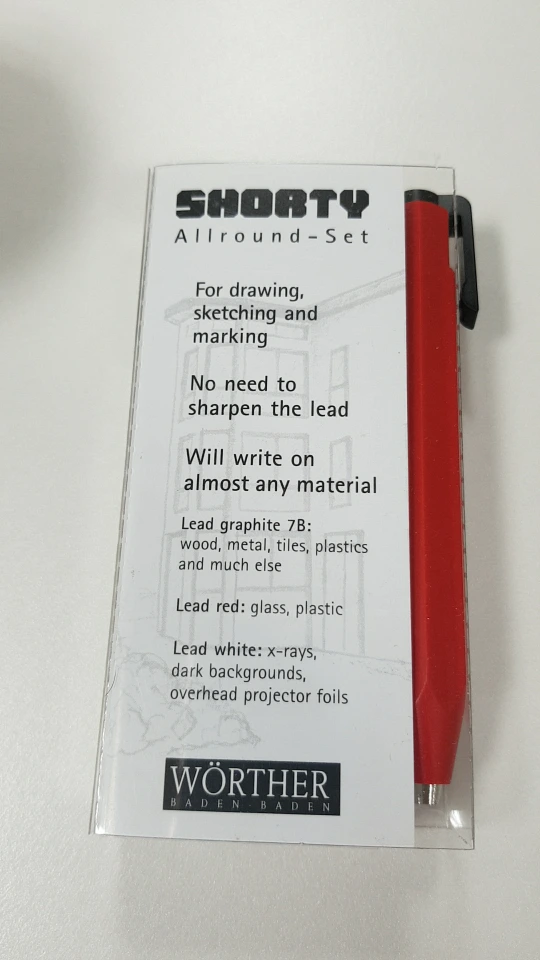 SHORTY
Allround-Set
For drawing,
sketching and
marking
No need to
sharpen the lead
Will write on
almost any material
Lead graphite 7B:
wood, metal, tiles, plastics
and much else
Lead red: glass, plastic
Lead white: x-rays,
dark backgrounds,
overhead projector foils
WÖRTHER
BADEN-BADEN